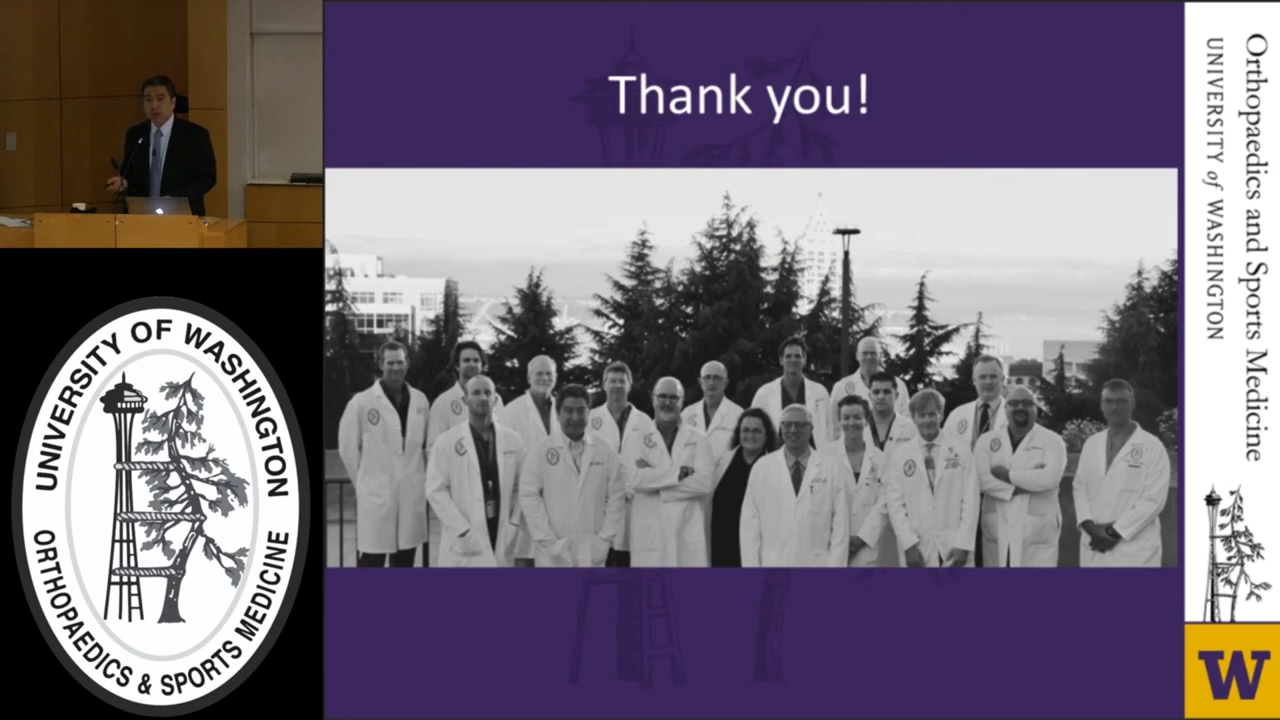 Thank you!
UNIVERSITY OF WASHINGTON
ORTHOPAEDICS & SPORTS MEDICINE
Orthopaedics and Sports Medicine
UNIVERSITY of WASHINGTON
W